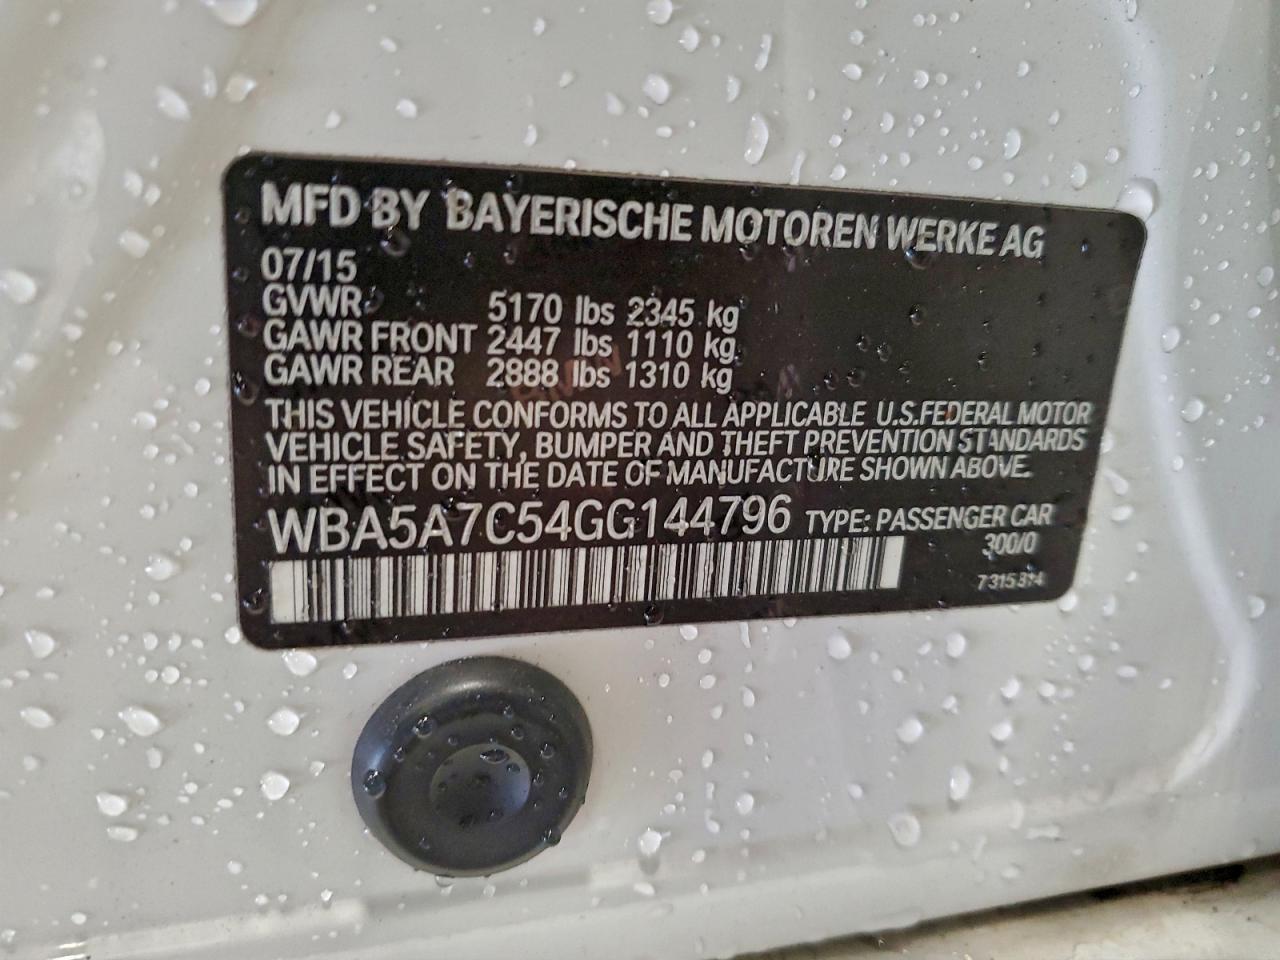 MFD BY BAYERISCHE MOTOREN WERKE AG
07/15
GVWR 5170 lbs 2345 kg
GAWR FRONT 2447 lbs 1110 kg
GAWR REAR 2888 lbs 1310 kg
THIS VEHICLE CONFORMS TO ALL APPLICABLE U.S.FEDERAL MOTOR
VEHICLE SAFETY, BUMPER AND THEFT PREVENTION STANDARDS
IN EFFECT ON THE DATE OF MANUFACTURE SHOWN ABOVE.
WBA5A7C54GG144796 TYPE: PASSENGER CAR
300/0
7315314